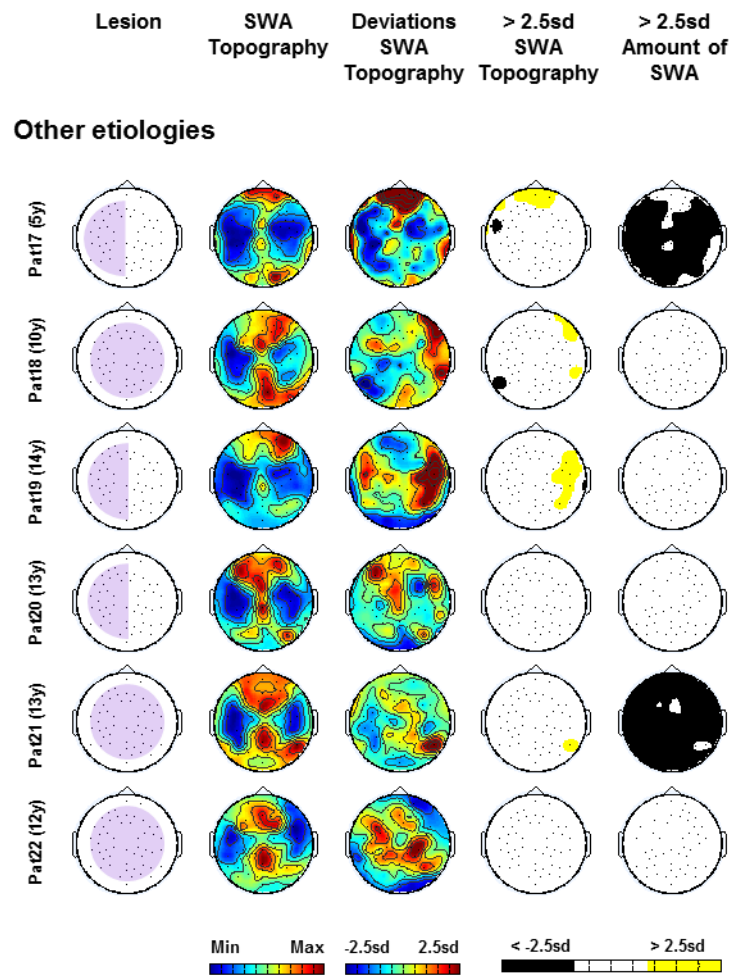 Lesion
SWA
Topography
Deviations
SWA
Topography
> 2.5sd
SWA
Topography
> 2.5sd
Amount of
SWA
Other etiologies
Pat17 (5y)
Pat18 (10y)
Pat19 (14y)
Pat20 (13y)
Pat21 (13y)
Pat22 (12y)
Min Max
-2.5sd 2.5sd
< -2.5sd > 2.5sd